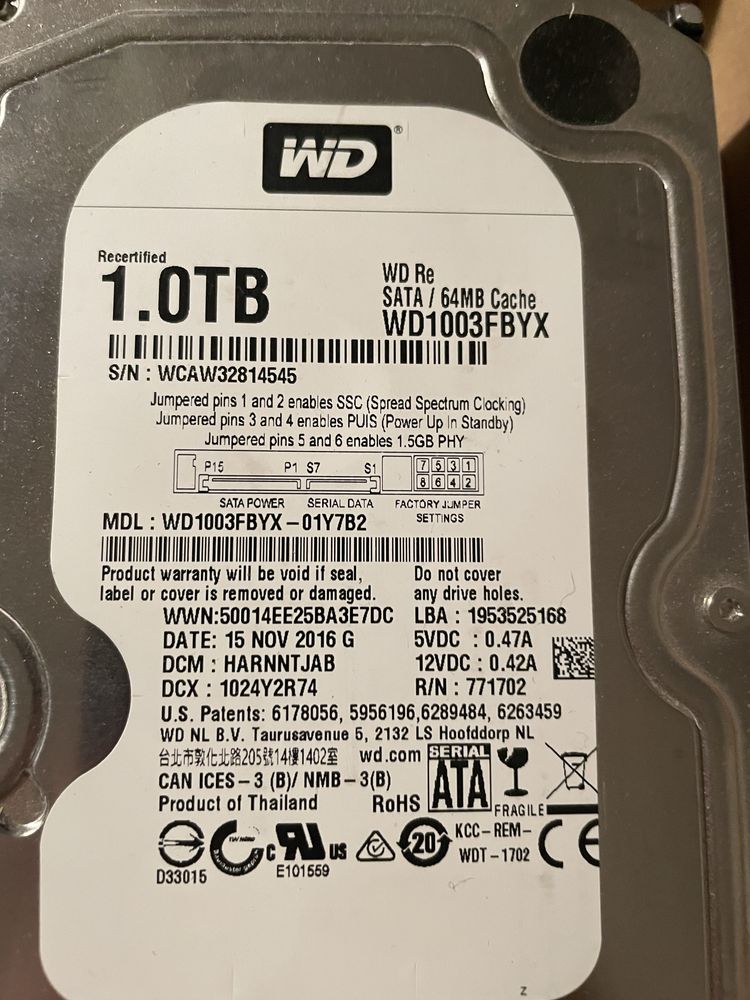 WD®
Recertified
1.0TB
WD Re
SATA / 64MB Cache
WD1003FBYX
S/N : WCAW32814545
Jumpered pins 1 and 2 enables SSC (Spread Spectrum Clocking)
Jumpered pins 3 and 4 enables PUIS (Power Up In Standby)
Jumpered pins 5 and 6 enables 1.5GB PHY
P15 P1 S7 S1 7 5 3 1
8 6 4 2
SATA POWER SERIAL DATA FACTORY JUMPER
SETTINGS
MDL : WD1003FBYX-01Y7B2
Product warranty will be void if seal,
label or cover is removed or damaged.
Do not cover
any drive holes.
WWN:50014EE25BA3E7DC LBA : 1953525168
DATE: 15 NOV 2016 G 5VDC : 0.47A
DCM : HARNNTJAB 12VDC : 0.42A
DCX : 1024Y2R74 R/N : 771702
U.S. Patents: 6178056, 5956196,6289484, 6263459
WD NL B.V. Taurusavenue 5, 2132 LS Hoofddorp NL
台北市敦化北路205號14樓1402室 wd.com
CAN ICES-3 (B)/ NMB-3(B)
Product of Thailand RoHS
SERIAL
ATA
FRAGILE
D33015
c RU US
E101559
20
KCC-REM-
WDT-1702
CE
z